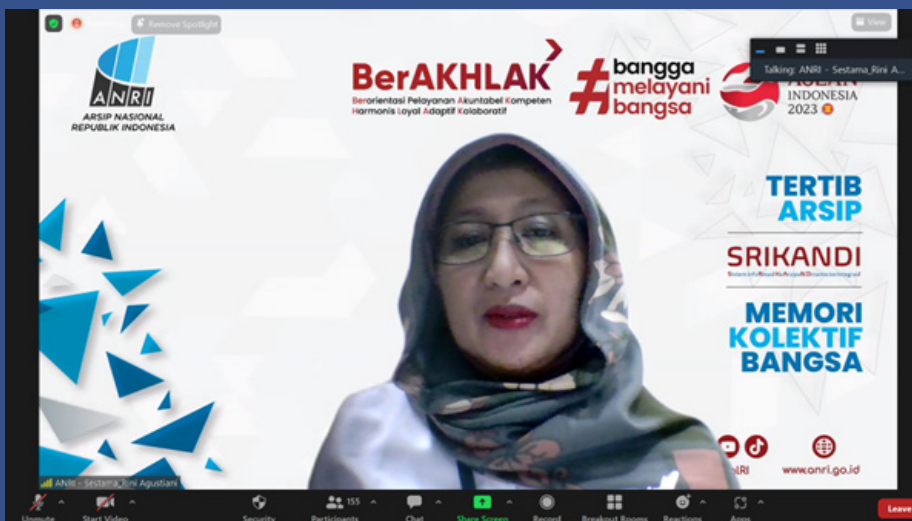 Remove Spotlight
View
Talking: ANRI - Sestama_Rini A...
ANRI
ARSIP NASIONAL
REPUBLIK INDONESIA
BerAKHLAK
Berorientasi Pelayanan Akuntabel Kompeten
Harmonis Loyal Adaptif Kolaboratif
#bangga
melayani
bangsa
INDONESIA
2023
TERTIB
ARSIP
SRIKANDI
MEMORI
KOLEKTIF
BANGSA
www.anri.go.id
ANRI - Sestama_Rini Agustiani
Unmute
Start Video
Security
Participants
155
Chat
Share Screen
Record
Breakout Rooms
Reactions
Apps
Leave